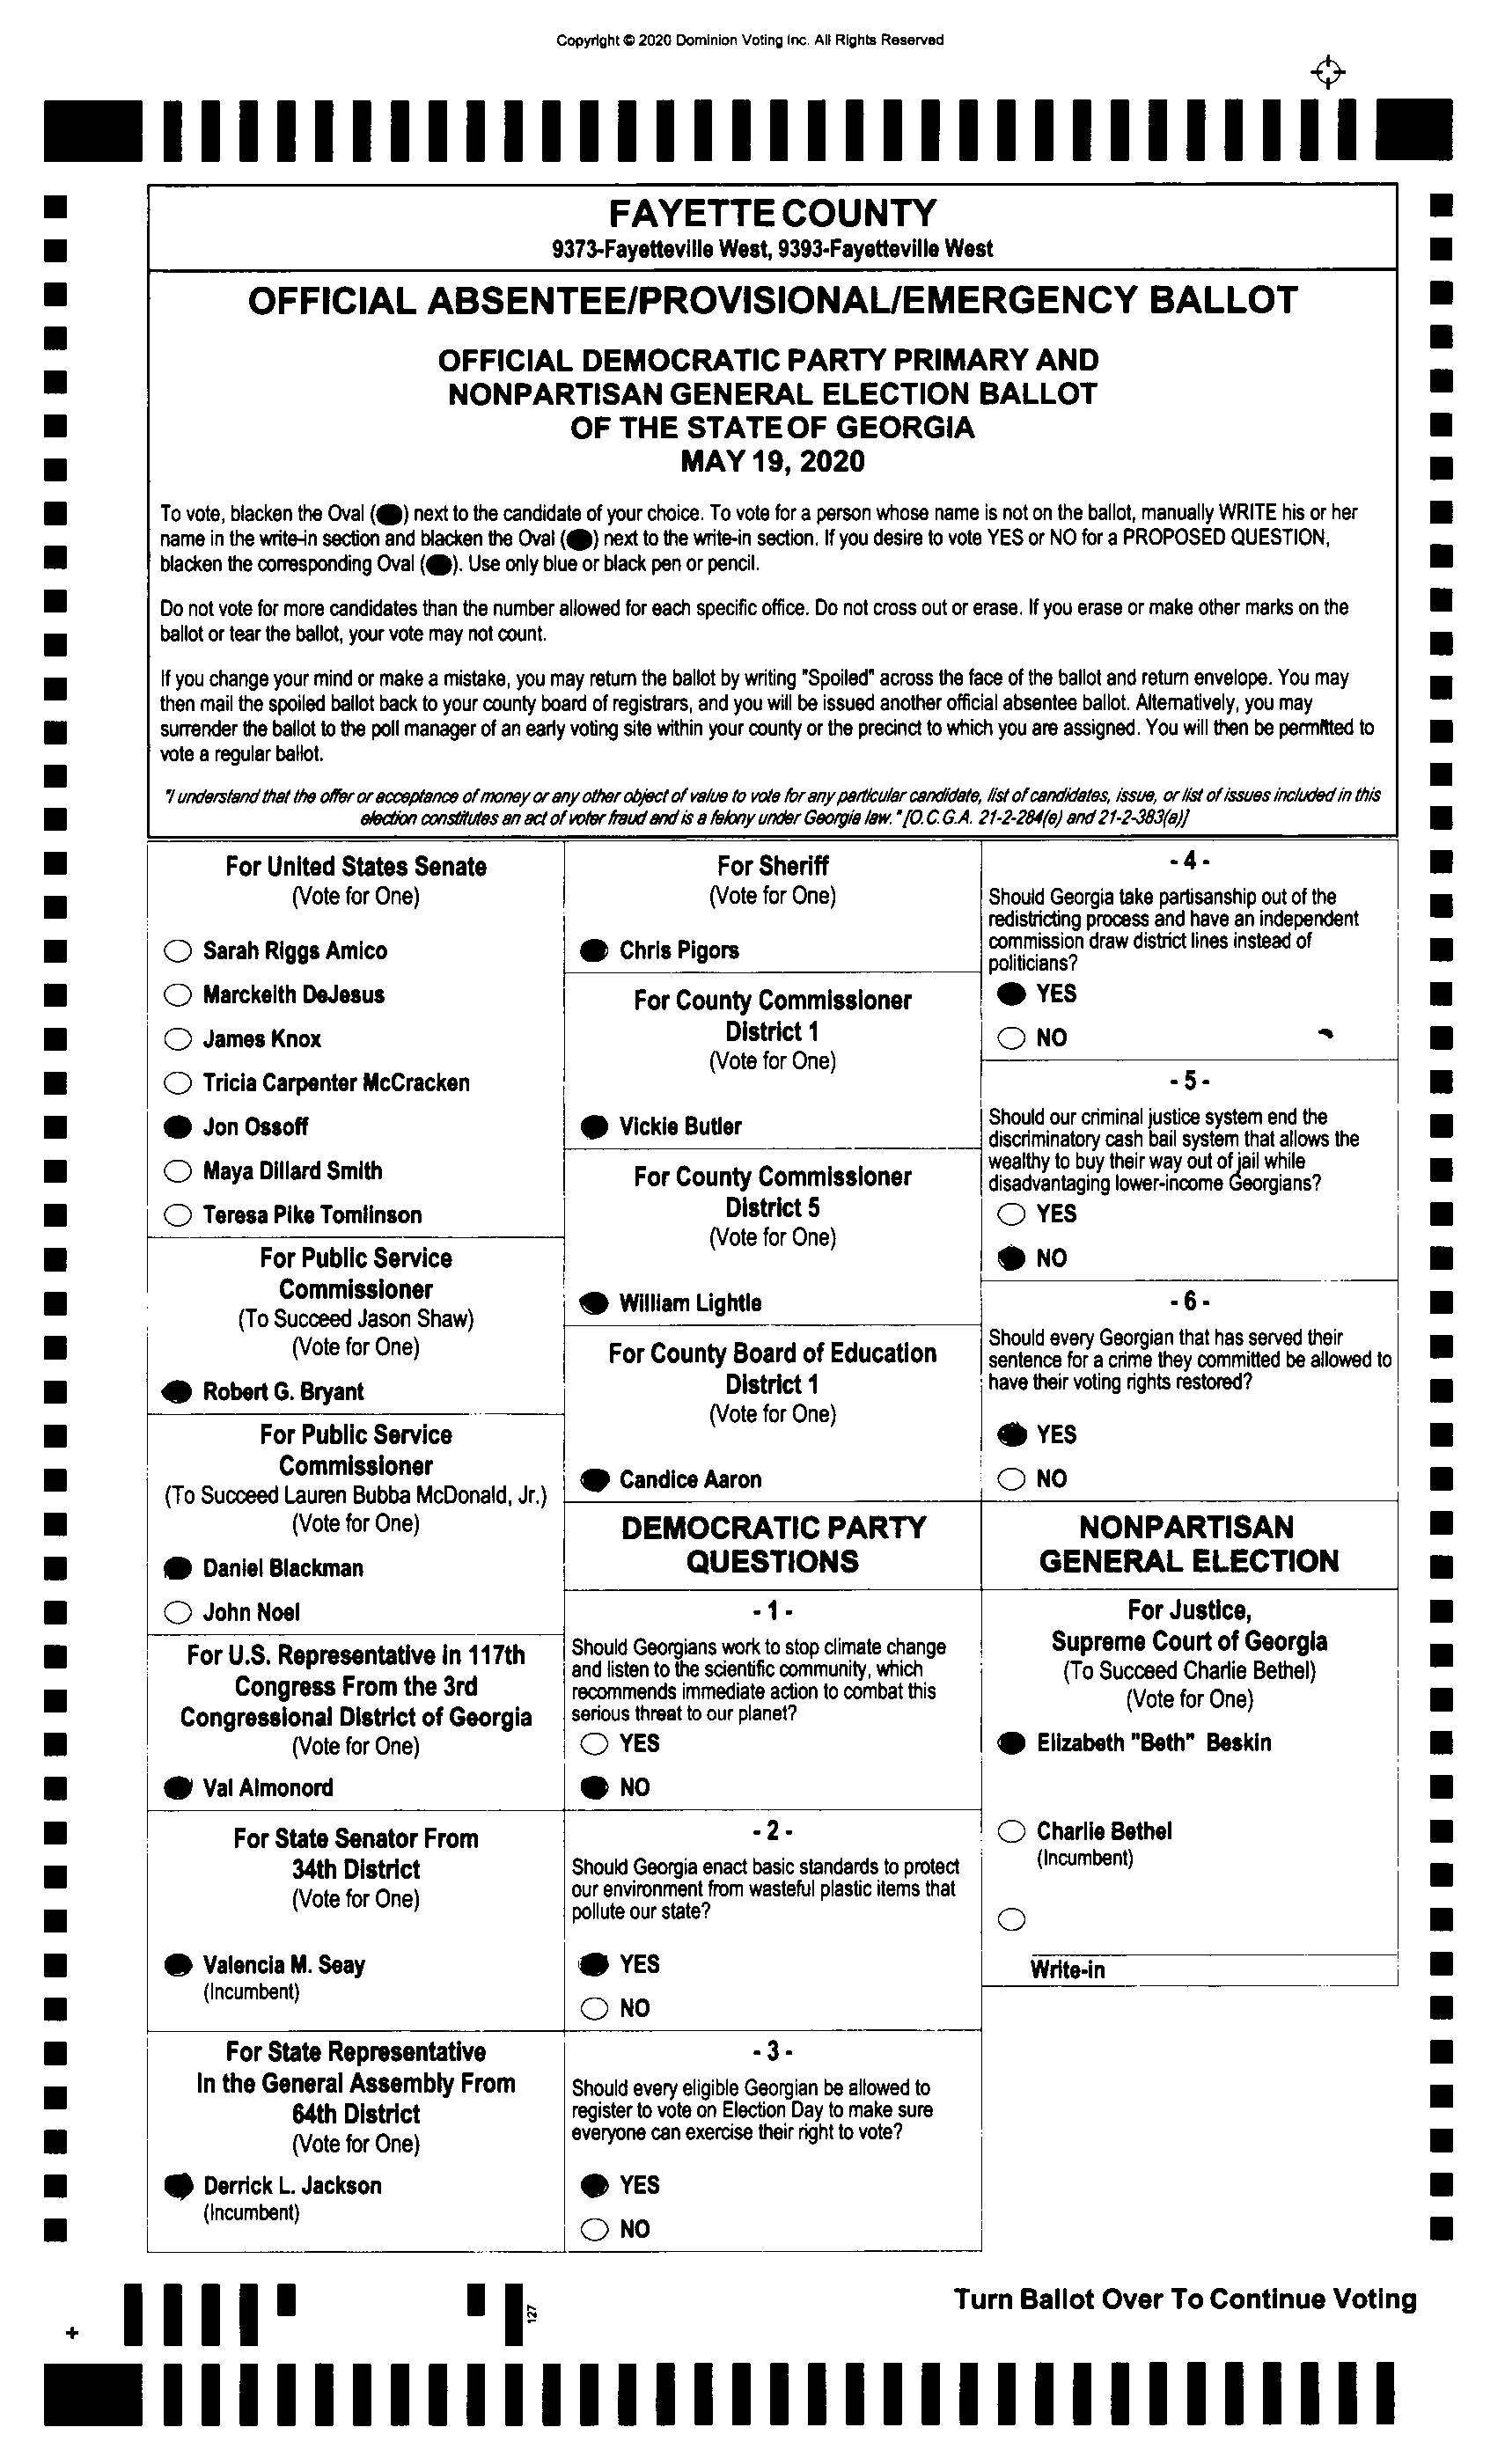 Copyright © 2020 Dominion Voting Inc. All Rights Reserved
FAYETTE COUNTY
9373-Fayetteville West, 9393-Fayetteville West
OFFICIAL ABSENTEE/PROVISIONAL/EMERGENCY BALLOT
OFFICIAL DEMOCRATIC PARTY PRIMARY AND
NONPARTISAN GENERAL ELECTION BALLOT
OF THE STATE OF GEORGIA
MAY 19, 2020
To vote, blacken the Oval () next to the candidate of your choice. To vote for a person whose name is not on the ballot, manually WRITE his or her
name in the write-in section and blacken the Oval () next to the write-in section. If you desire to vote YES or NO for a PROPOSED QUESTION,
blacken the corresponding Oval (). Use only blue or black pen or pencil.
Do not vote for more candidates than the number allowed for each specific office. Do not cross out or erase. If you erase or make other marks on the
ballot or tear the ballot, your vote may not count.
If you change your mind or make a mistake, you may return the ballot by writing "Spoiled" across the face of the ballot and return envelope. You may
then mail the spoiled ballot back to your county board of registrars, and you will be issued another official absentee ballot. Alternatively, you may
surrender the ballot to the poll manager of an early voting site within your county or the precinct to which you are assigned. You will then be permitted to
vote a regular ballot.
"I understand that the offer or acceptance of money or any other object of value to vote for any particular candidate, list of candidates, issue, or list of issues included in this
election constitutes an act of voter fraud and is a felony under Georgia law." [O.C.G.A. 21-2-284(e) and 21-2-383(a)]
For United States Senate
(Vote for One)
Sarah Riggs Amico
Marckeith DeJesus
James Knox
Tricia Carpenter McCracken
Jon Ossoff
Maya Dillard Smith
Teresa Pike Tomlinson
For Public Service
Commissioner
(To Succeed Jason Shaw)
(Vote for One)
Robert G. Bryant
For Public Service
Commissioner
(To Succeed Lauren Bubba McDonald, Jr.)
(Vote for One)
Daniel Blackman
John Noel
For U.S. Representative in 117th
Congress From the 3rd
Congressional District of Georgia
(Vote for One)
Val Almonord
For State Senator From
34th District
(Vote for One)
Valencia M. Seay
(Incumbent)
For State Representative
In the General Assembly From
64th District
(Vote for One)
Derrick L. Jackson
(Incumbent)
For Sheriff
(Vote for One)
Chris Pigors
For County Commissioner
District 1
(Vote for One)
Vickie Butler
For County Commissioner
District 5
(Vote for One)
William Lightle
For County Board of Education
District 1
(Vote for One)
Candice Aaron
DEMOCRATIC PARTY
QUESTIONS
- 1 -
Should Georgians work to stop climate change
and listen to the scientific community, which
recommends immediate action to combat this
serious threat to our planet?
YES
NO
- 2 -
Should Georgia enact basic standards to protect
our environment from wasteful plastic items that
pollute our state?
YES
NO
- 3 -
Should every eligible Georgian be allowed to
register to vote on Election Day to make sure
everyone can exercise their right to vote?
YES
NO
- 4 -
Should Georgia take partisanship out of the
redistricting process and have an independent
commission draw district lines instead of
politicians?
YES
NO
- 5 -
Should our criminal justice system end the
discriminatory cash bail system that allows the
wealthy to buy their way out of jail while
disadvantaging lower-income Georgians?
YES
NO
- 6 -
Should every Georgian that has served their
sentence for a crime they committed be allowed to
have their voting rights restored?
YES
NO
NONPARTISAN
GENERAL ELECTION
For Justice,
Supreme Court of Georgia
(To Succeed Charlie Bethel)
(Vote for One)
Elizabeth "Beth" Beskin
Charlie Bethel
(Incumbent)
Write-in
Turn Ballot Over To Continue Voting
127